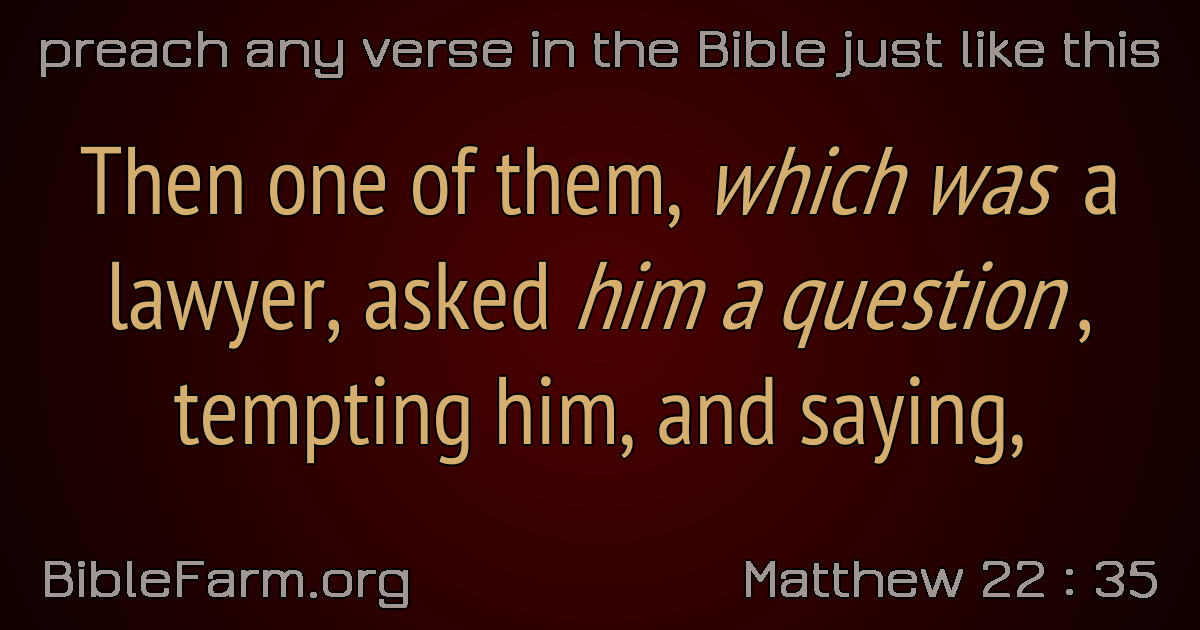 preach any verse in the Bible just like this
Then one of them, which was a
lawyer, asked him a question,
tempting him, and saying,
BibleFarm.org
Matthew 22 : 35